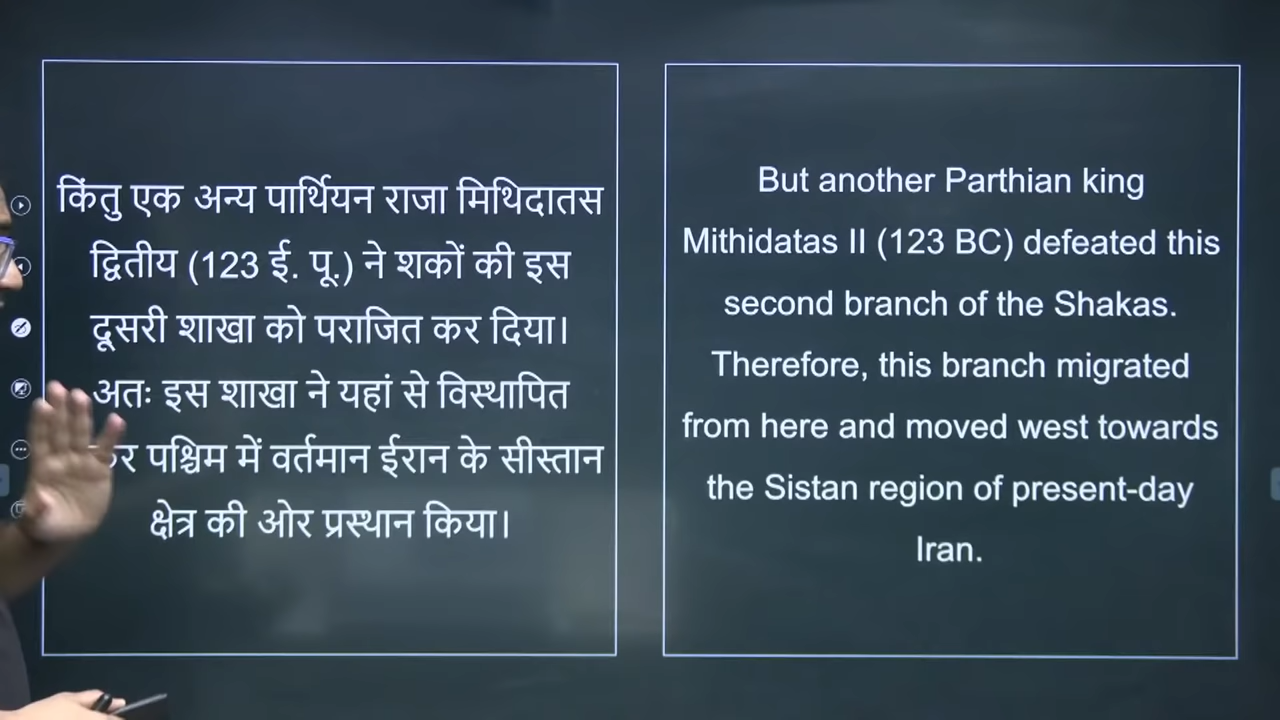 किंतु एक अन्य पार्थियन राजा मिथिदातस
द्वितीय (123 ई. पू.) ने शकों की इस
दूसरी शाखा को पराजित कर दिया।
अतः इस शाखा ने यहां से विस्थापित
पश्चिम में वर्तमान ईरान के सीस्तान
क्षेत्र की ओर प्रस्थान किया।
But another Parthian king
Mithidatas II (123 BC) defeated this
second branch of the Shakas.
Therefore, this branch migrated
from here and moved west towards
the Sistan region of present-day
Iran.